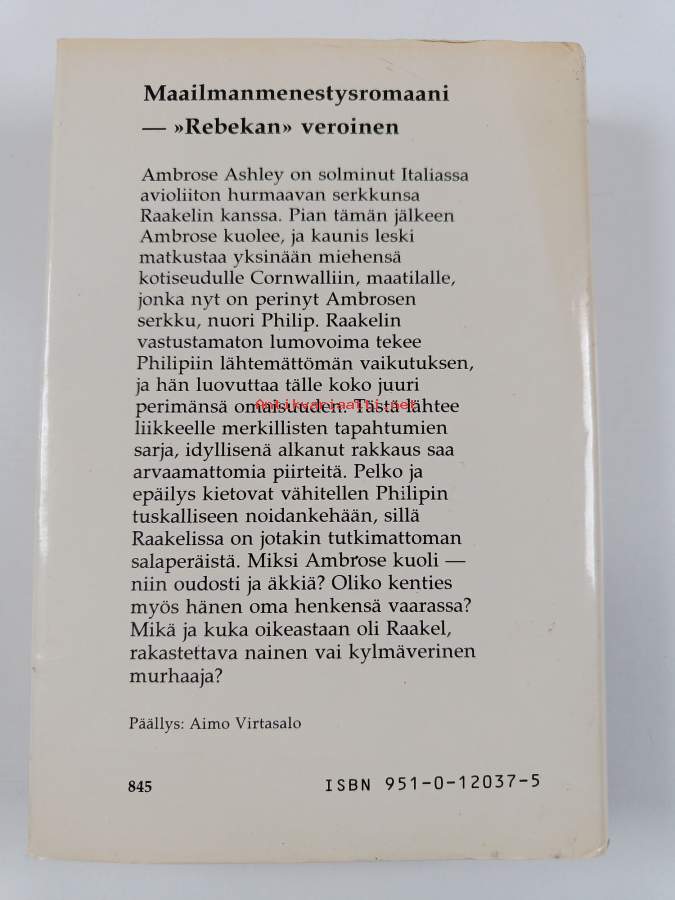 Maailmanmenestysromaani
— »Rebekan» veroinen
Ambrose Ashley on solminut Italiassa
avioliiton hurmaavan serkkunsa
Raakelin kanssa. Pian tämän jälkeen
Ambrose kuolee, ja kaunis leski
matkustaa yksinään miehensä
kotiseudulle Cornwalliin, maatilalle,
jonka nyt on perinyt Ambrosen
serkku, nuori Philip. Raakelin
vastustamaton lumovoima tekee
Philipiin lähtemättömän vaikutuksen,
ja hän luovuttaa tälle koko juuri
perimänsä omaisuuden. Tästä lähtee
Antikvariaatti.net
liikkeelle merkillisten tapahtumien
sarja, idyllisenä alkanut rakkaus saa
arvaamattomia piirteitä. Pelko ja
epäilys kietovat vähitellen Philipin
tuskalliseen noidankehään, sillä
Raakelissa on jotakin tutkimattoman
salaperäistä. Miksi Ambrose kuoli —
niin oudosti ja äkkiä? Oliko kenties
myös hänen oma henkensä vaarassa?
Mikä ja kuka oikeastaan oli Raakel,
rakastettava nainen vai kylmäverinen
murhaaja?
Päällys: Aimo Virtasalo
845
ISBN 951-0-12037-5